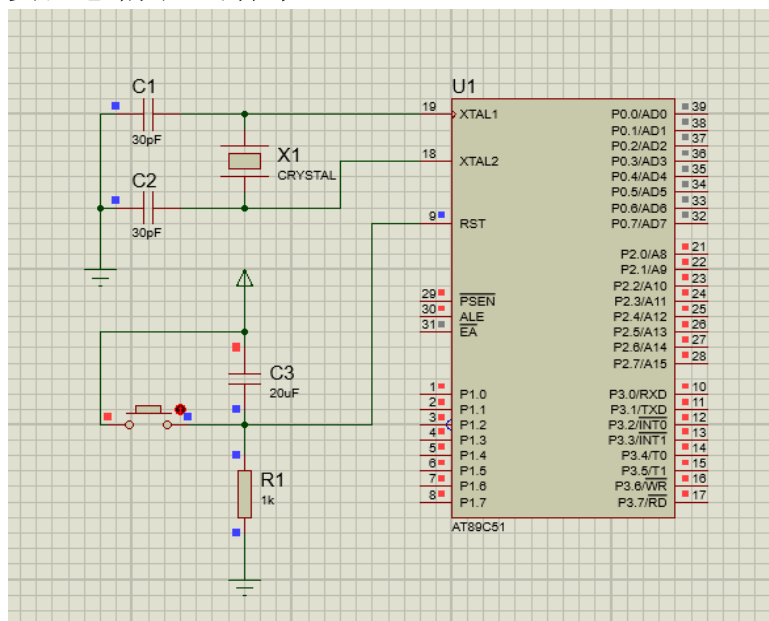 C1
30pF
C2
30pF
X1
CRYSTAL
C3
20uF
R1
1k
U1
19 XTAL1
18 XTAL2
9 RST
29 PSEN
30 ALE
31 EA
1 P1.0
2 P1.1
3 P1.2
4 P1.3
5 P1.4
6 P1.5
7 P1.6
8 P1.7
P0.0/AD0 39
P0.1/AD1 38
P0.2/AD2 37
P0.3/AD3 36
P0.4/AD4 35
P0.5/AD5 34
P0.6/AD6 33
P0.7/AD7 32
P2.0/A8 21
P2.1/A9 22
P2.2/A10 23
P2.3/A11 24
P2.4/A12 25
P2.5/A13 26
P2.6/A14 27
P2.7/A15 28
P3.0/RXD 10
P3.1/TXD 11
P3.2/INT0 12
P3.3/INT1 13
P3.4/T0 14
P3.5/T1 15
P3.6/WR 16
P3.7/RD 17
AT89C51